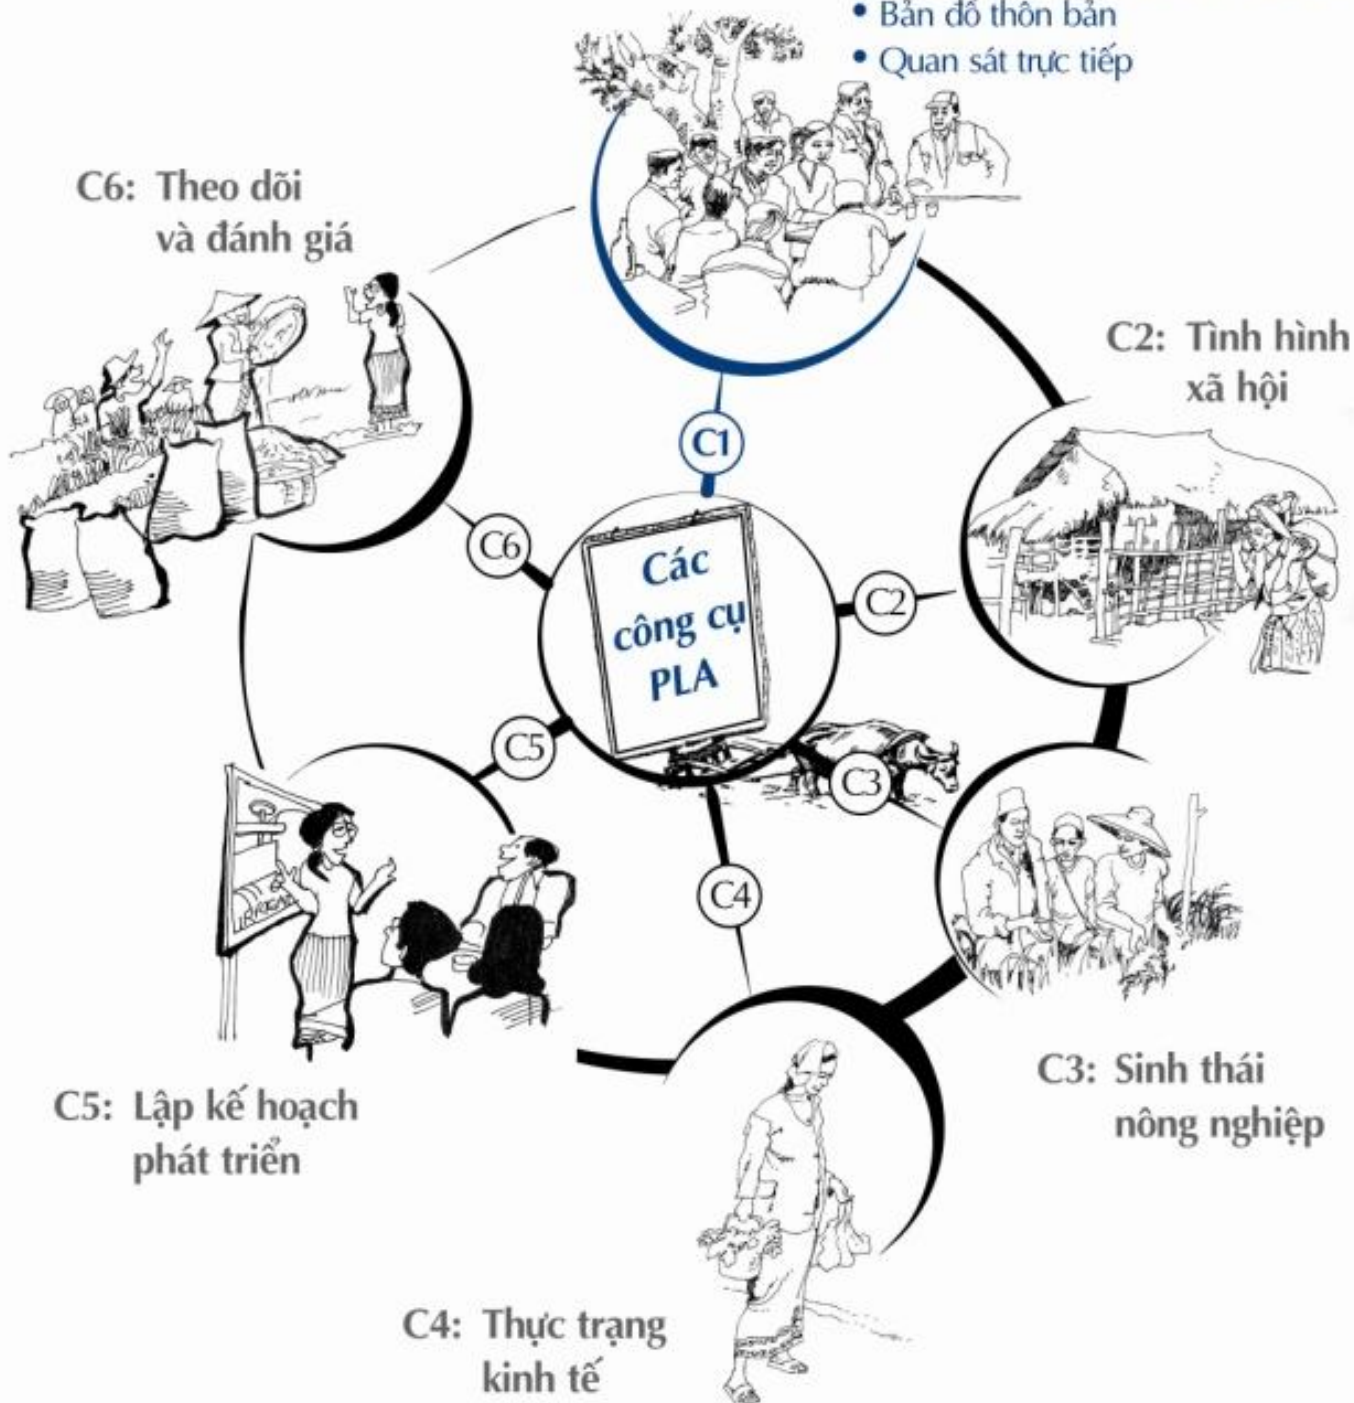 • Bản đồ thôn bản
• Quan sát trực tiếp
C6: Theo dõi
và đánh giá
C2: Tình hình
xã hội
C1
C6
Các
công cụ
PLA
C2
C5
C3
C4
C3: Sinh thái
nông nghiệp
C5: Lập kế hoạch
phát triển
C4: Thực trạng
kinh tế